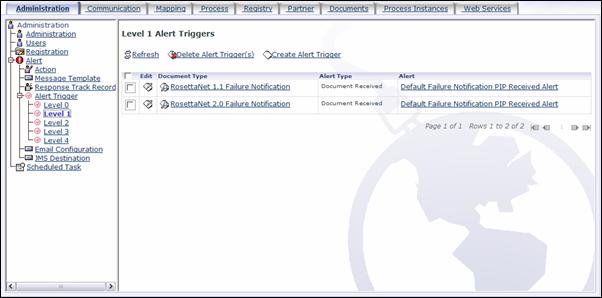 Administration Communication Mapping Process Registry Partner Documents Process Instances Web Services
Administration
Administration
Users
Registration
Alert
Action
Message Template
Response Track Record
Alert Trigger
Level 0
Level 1
Level 2
Level 3
Level 4
Email Configuration
JMS Destination
Scheduled Task
Level 1 Alert Triggers
Refresh Delete Alert Trigger(s) Create Alert Trigger
Edit Document Type Alert Type Alert
RosettaNet 1.1 Failure Notification Document Received Default Failure Notification PIP Received Alert
RosettaNet 2.0 Failure Notification Document Received Default Failure Notification PIP Received Alert
Page 1 of 1 Rows 1 to 2 of 2 1